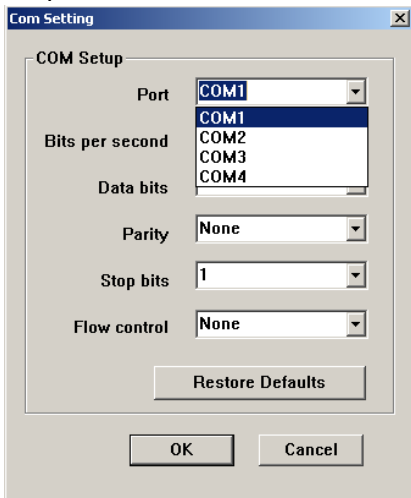 Com Setting
COM Setup
Port COM1
COM1
Bits per second COM2
COM3
COM4
Data bits
Parity None
Stop bits 1
Flow control None
Restore Defaults
OK Cancel